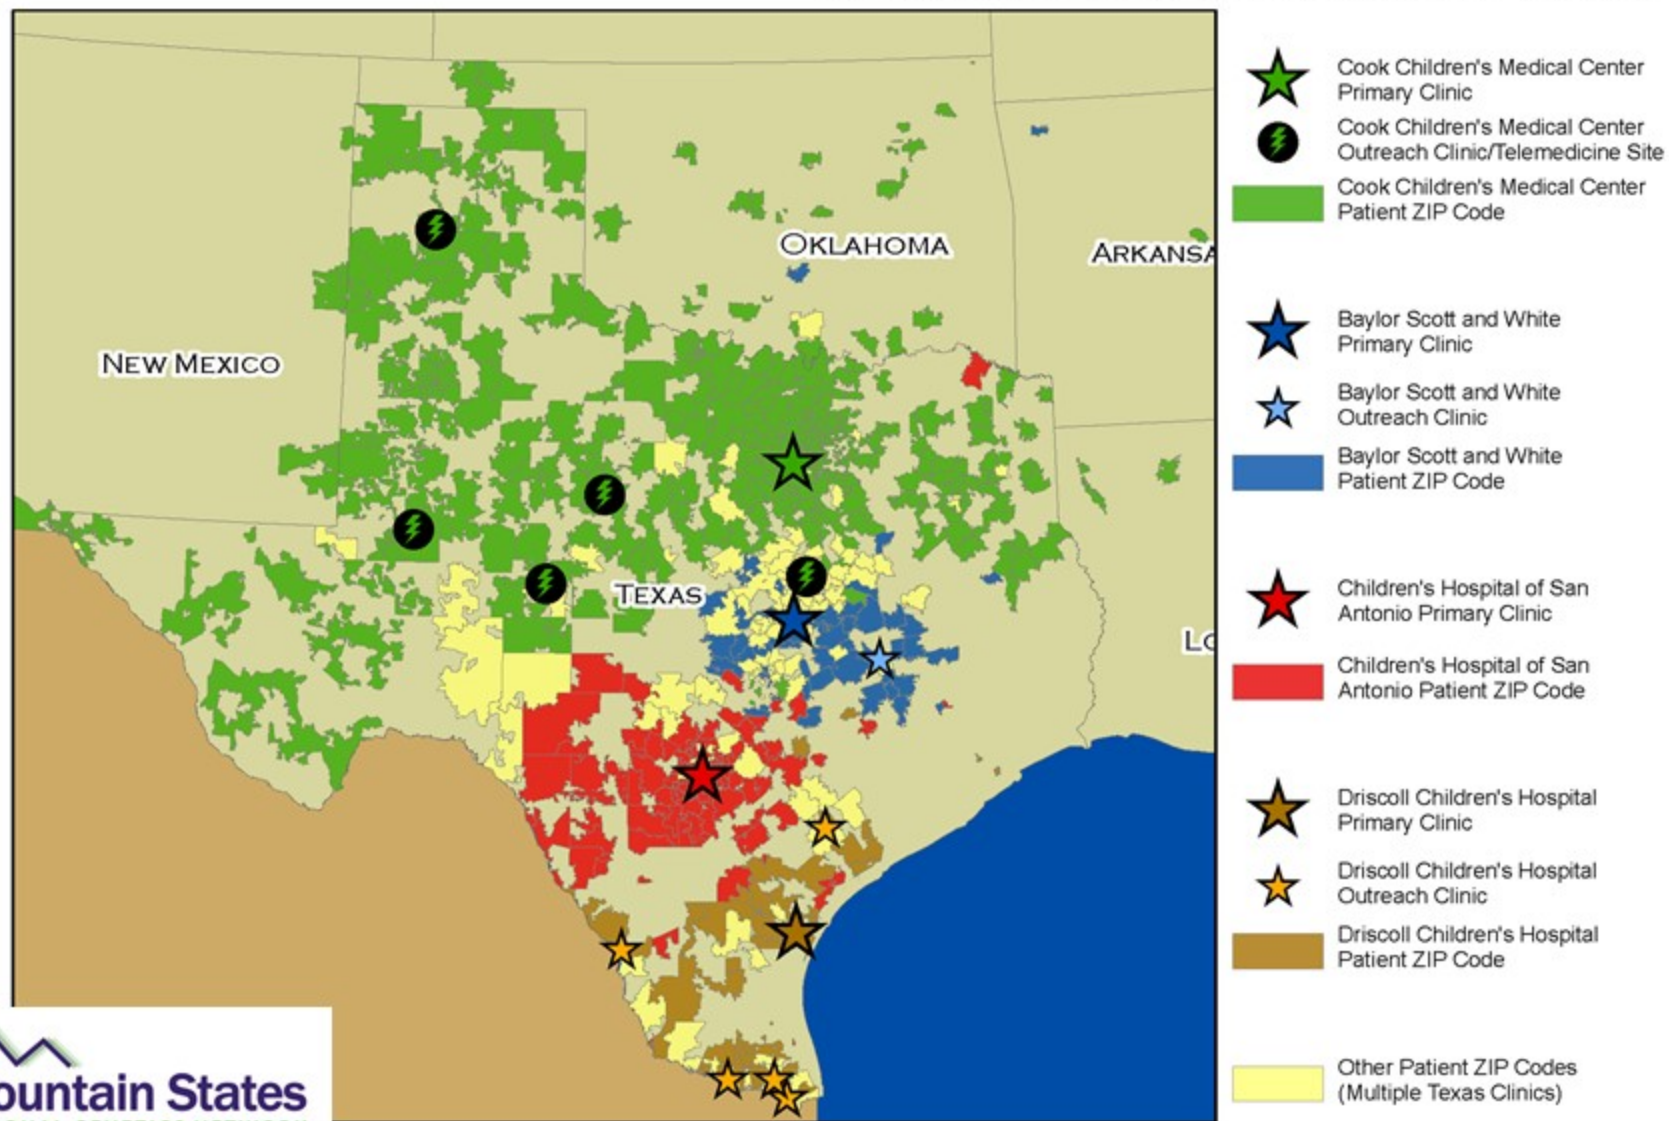 OKLAHOMA
ARKANSA
NEW MEXICO
TEXAS
LO
ountain States
Cook Children's Medical Center
Primary Clinic
Cook Children's Medical Center
Outreach Clinic/Telemedicine Site
Cook Children's Medical Center
Patient ZIP Code
Baylor Scott and White
Primary Clinic
Baylor Scott and White
Outreach Clinic
Baylor Scott and White
Patient ZIP Code
Children's Hospital of San
Antonio Primary Clinic
Children's Hospital of San
Antonio Patient ZIP Code
Driscoll Children's Hospital
Primary Clinic
Driscoll Children's Hospital
Outreach Clinic
Driscoll Children's Hospital
Patient ZIP Code
Other Patient ZIP Codes
(Multiple Texas Clinics)